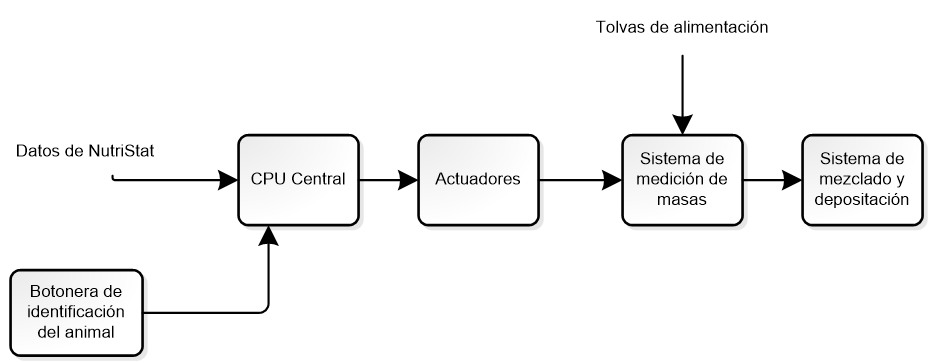 Tolvas de alimentación
Datos de NutriStat
CPU Central
Actuadores
Sistema de
medición de
masas
Sistema de
mezclado y
depositación
Botonera de
identificación
del animal